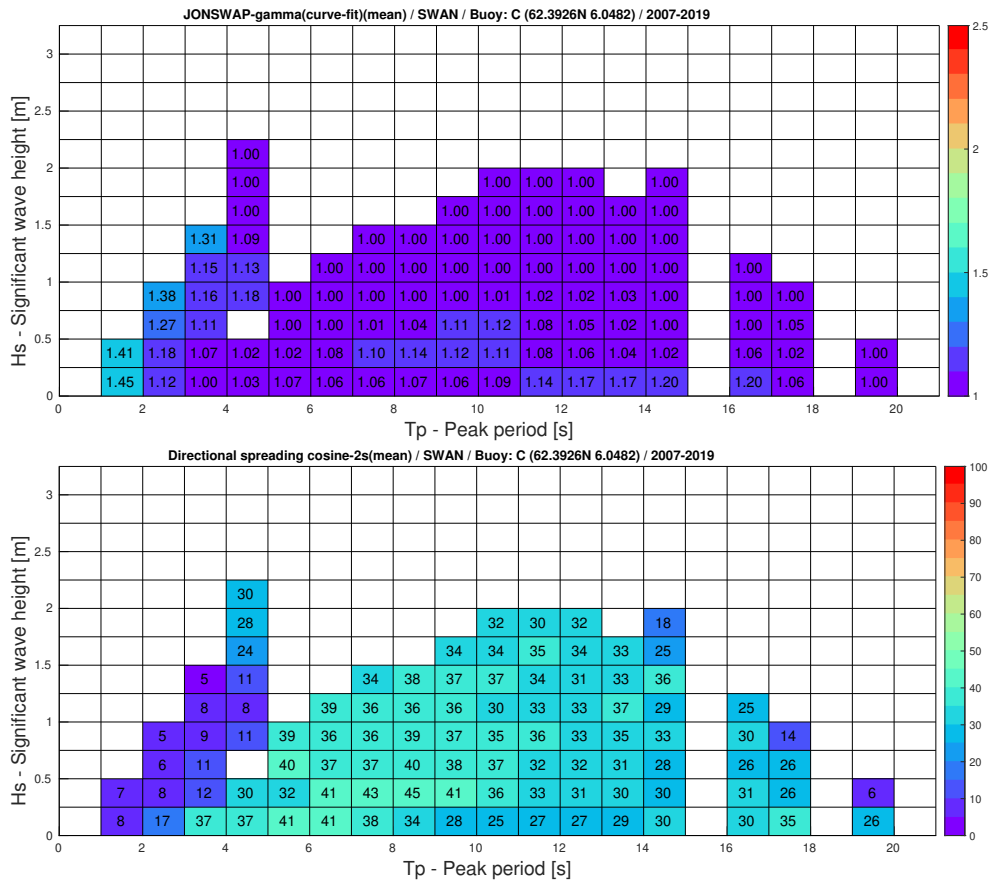 JONSWAP-gamma(curve-fit)(mean) / SWAN / Buoy: C (62.3926N 6.0482) / 2007-2019
Hs - Significant wave height [m]
3
2.5
2
1.5
1
0.5
0
1.00
1.00 1.00 1.00 1.00 1.00
1.00 1.00 1.00 1.00 1.00 1.00 1.00
1.31 1.09 1.00 1.00 1.00 1.00 1.00 1.00 1.00 1.00
1.15 1.13 1.00 1.00 1.00 1.00 1.00 1.00 1.00 1.00 1.00 1.00
1.38 1.16 1.18 1.00 1.00 1.00 1.00 1.00 1.01 1.02 1.02 1.03 1.00 1.00 1.00
1.27 1.11 1.00 1.00 1.01 1.04 1.11 1.12 1.08 1.05 1.02 1.00 1.00 1.05
1.41 1.18 1.07 1.02 1.02 1.08 1.10 1.14 1.12 1.11 1.08 1.06 1.04 1.02 1.06 1.02 1.00
1.45 1.12 1.00 1.03 1.07 1.06 1.07 1.07 1.06 1.09 1.14 1.17 1.17 1.20 1.20 1.06 1.00
0 2 4 6 8 10 12 14 16 18 20
Tp - Peak period [s]
2.5
2
1.5
1
Directional spreading cosine-2s(mean) / SWAN / Buoy: C (62.3926N 6.0482) / 2007-2019
Hs - Significant wave height [m]
3
2.5
2
1.5
1
0.5
0
30
28 32 30 32 18
24 34 34 35 34 33 25
5 11 34 38 37 37 34 31 33 36
8 8 39 36 36 36 30 33 33 37 29 25
5 9 11 39 36 36 39 37 35 36 33 35 33 30 14
6 11 40 37 37 40 38 37 32 32 31 28 26 26
7 8 12 30 32 41 43 45 41 36 33 31 30 30 31 26 6
8 17 37 37 41 41 38 34 28 25 27 27 29 30 30 35 26
0 2 4 6 8 10 12 14 16 18 20
Tp - Peak period [s]
100
90
80
70
60
50
40
30
20
10
0